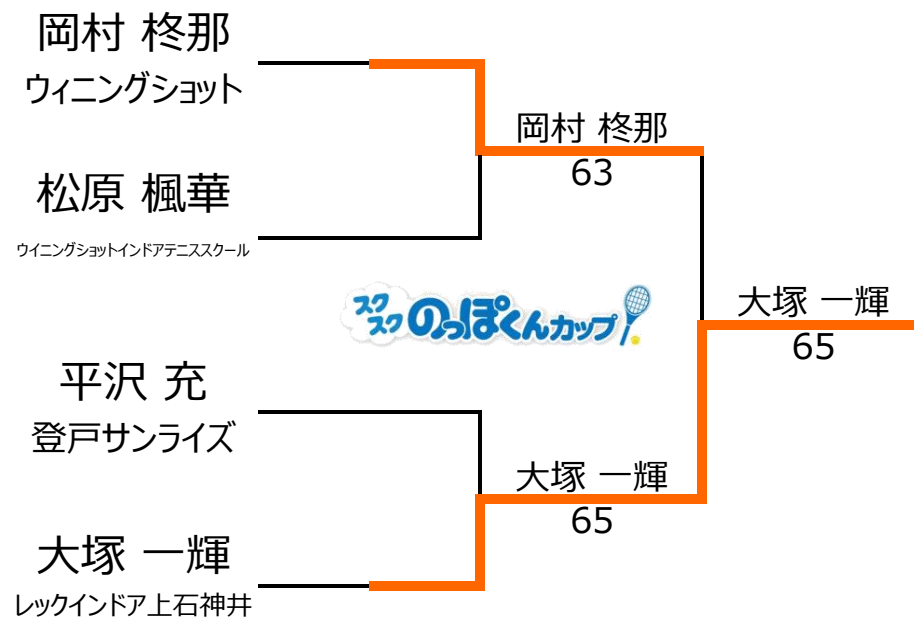 岡村 柊那
ウィニングショット
岡村 柊那
63
松原 楓華
ウイニングショットインドアテニススクール
スクスク のっぽくんカップ
大塚 一輝
65
平沢 充
登戸サンライズ
大塚 一輝
65
大塚 一輝
レックインドア上石神井